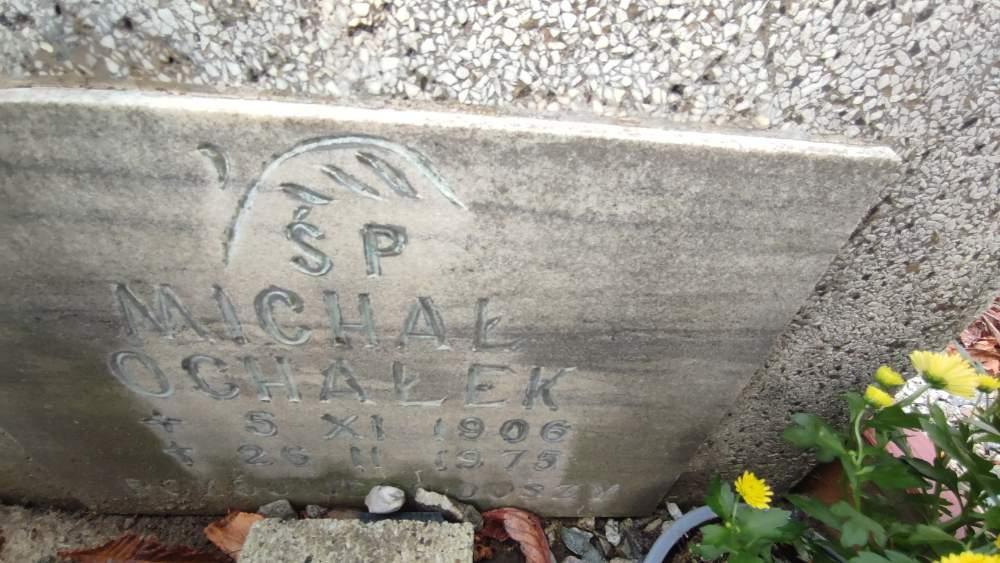 ŚP
MICHAŁ
OCHAŁEK
* 5 XI 1906
+ 26 II 1975